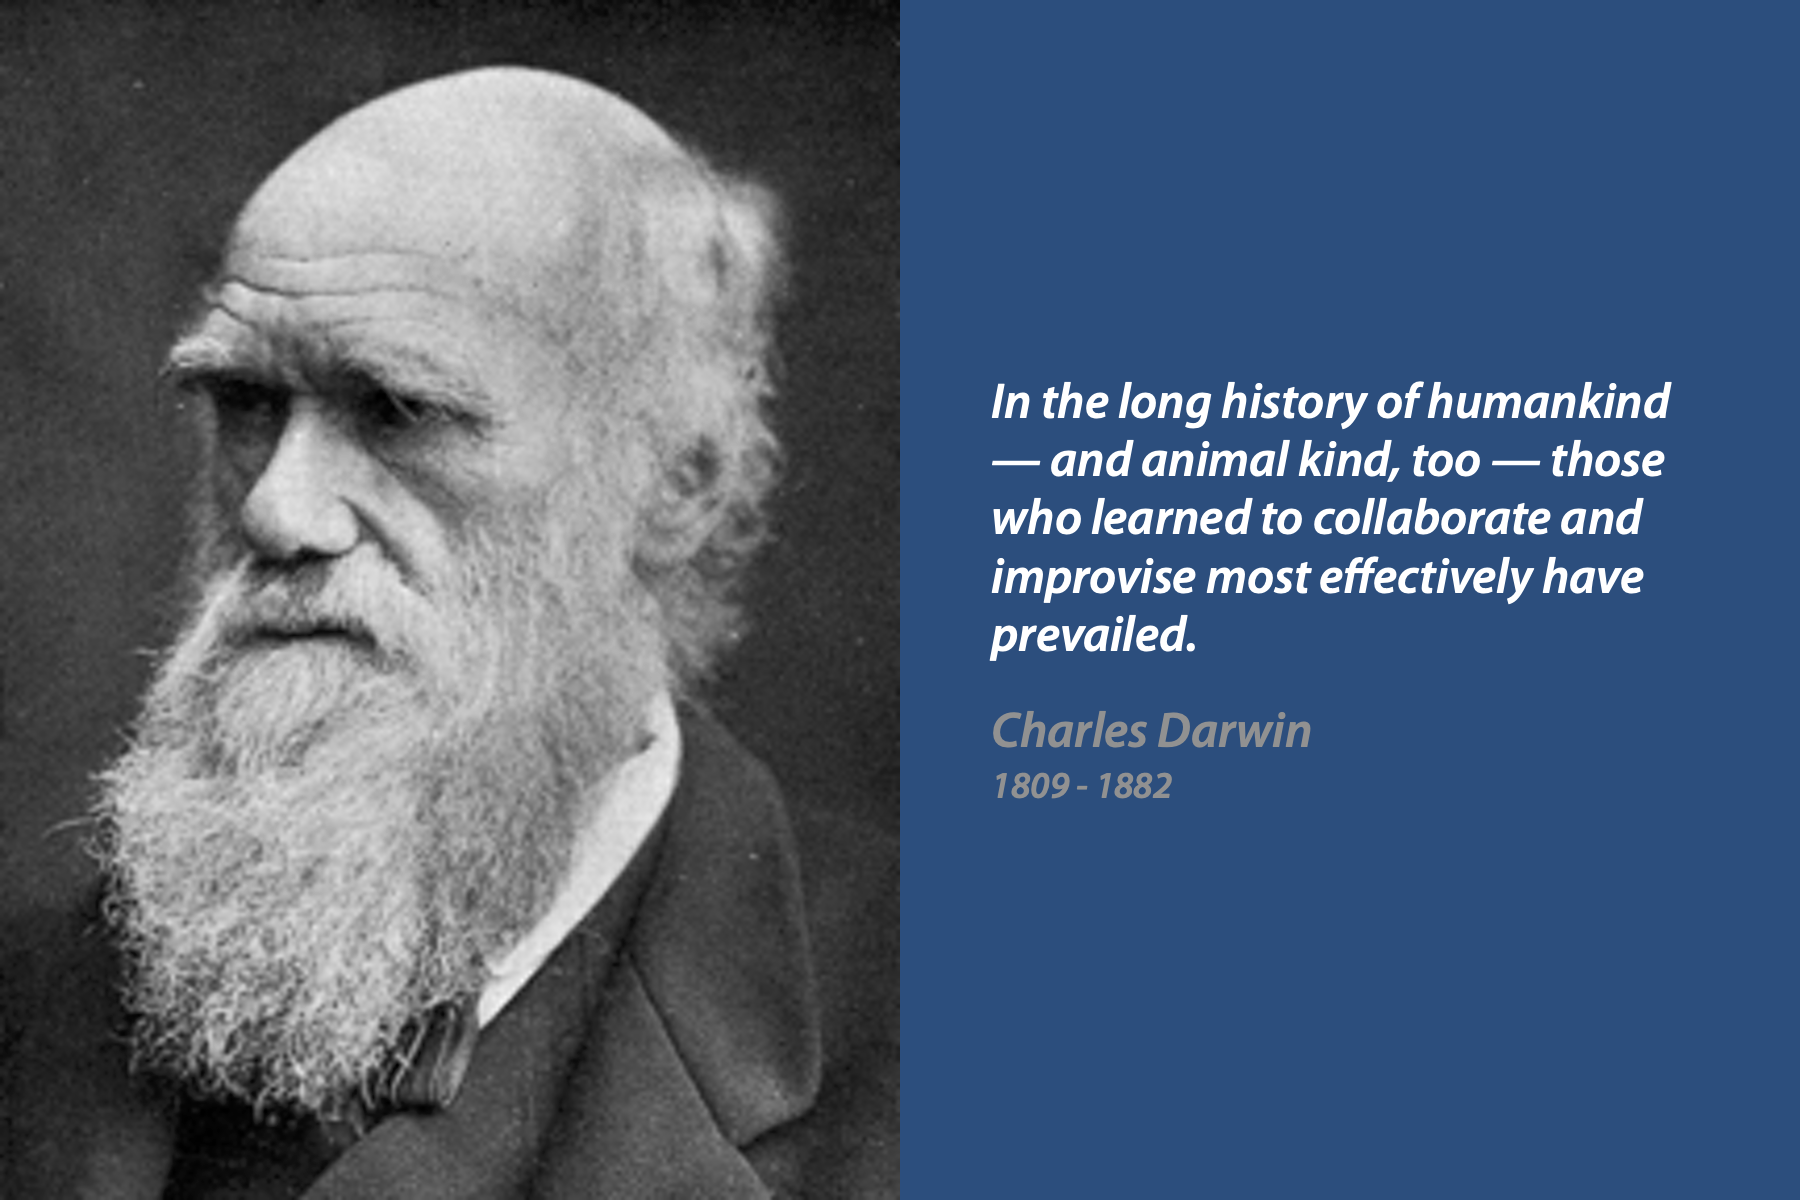 In the long history of humankind
— and animal kind, too — those
who learned to collaborate and
improvise most effectively have
prevailed.
Charles Darwin
1809 - 1882